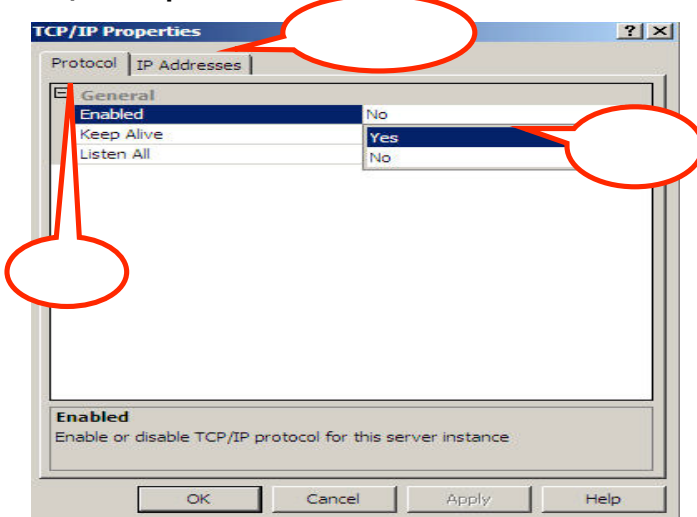 TCP/IP Properties
Protocol IP Addresses
General
Enabled No
Keep Alive Yes
Listen All No
Enabled
Enable or disable TCP/IP protocol for this server instance
OK Cancel Apply Help